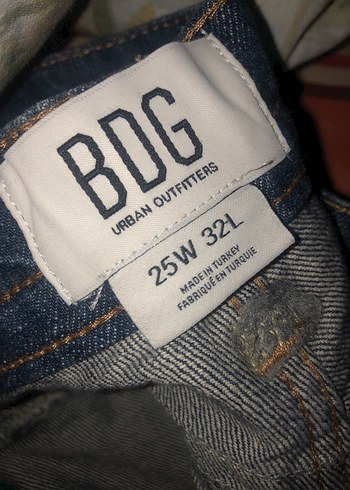 BDG
URBAN OUTFITTERS
25W 32L
MADE IN TURKEY
FABRIQUÉ EN TURQUIE